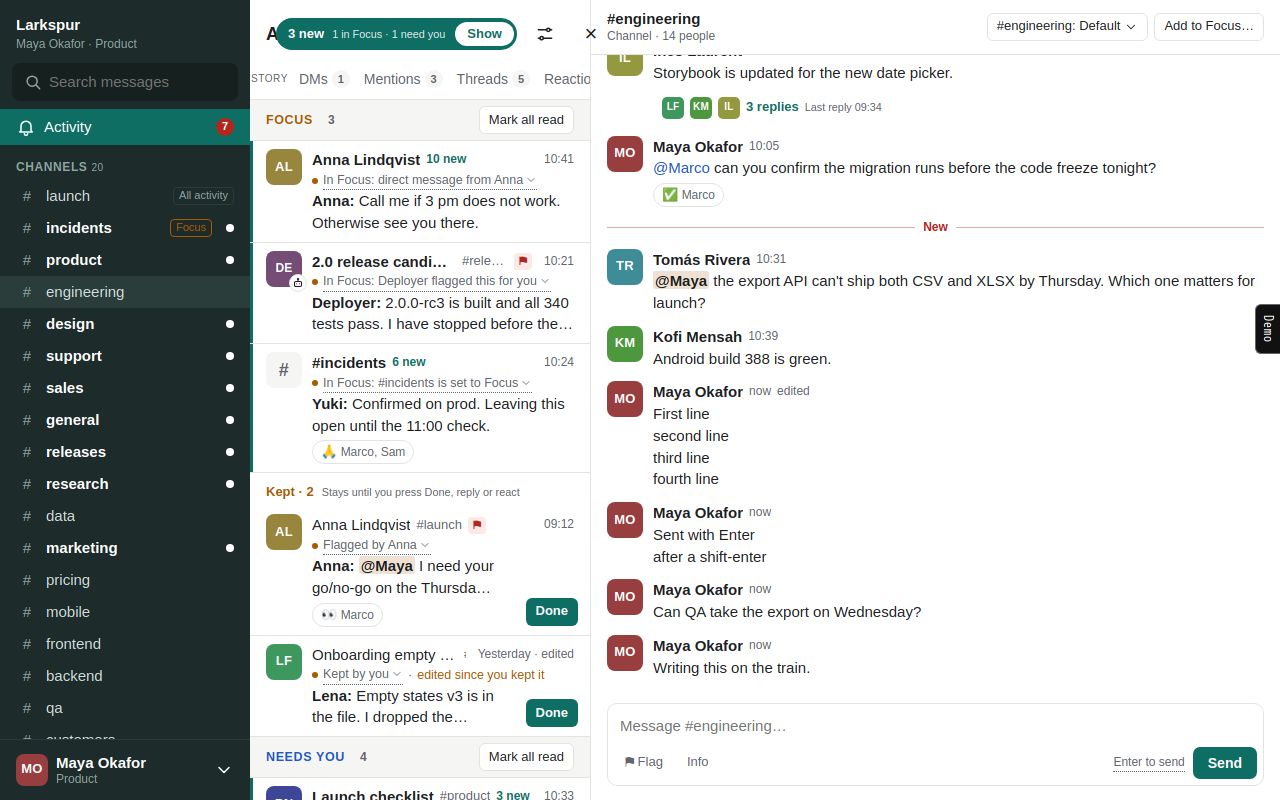 Larkspur
Maya Okafor · Product
Search messages
Activity
7
CHANNELS 20
# launch All activity
# incidents Focus
# product
# engineering
# design
# support
# sales
# general
# releases
# research
# data
# marketing
# pricing
# mobile
# frontend
# backend
# qa
# customers
MO
Maya Okafor
Product
A
3 new 1 in Focus · 1 need you Show
STORY DMs 1 Mentions 3 Threads 5 Reactio
FOCUS 3 Mark all read
AL
Anna Lindqvist 2 new 10:41
In Focus: direct message from Anna
Anna: Call me if 3 pm does not work.
Otherwise see you there.
DE
2.0 release candi… #rele… 10:21
In Focus: Deployer flagged this for you
Deployer: 2.0.0-rc3 is built and all 340
tests pass. I have stopped before the…
#
#incidents 6 new 10:24
In Focus: #incidents is set to Focus
Yuki: Confirmed on prod. Leaving this
open until the 11:00 check.
🙏 Marco, Sam
Kept · 2 Stays until you press Done, reply or react
AL
Anna Lindqvist #launch 09:12
Flagged by Anna
Anna: @Maya I need your
go/no-go on the Thursda…
👀 Marco
Done
LF
Onboarding empty … Yesterday · edited
Kept by you · edited since you kept it
Lena: Empty states v3 is in
the file. I dropped the…
Done
NEEDS YOU 4 Mark all read
Launch checklist #product 3 new 10:33
#engineering
Channel · 14 people
#engineering: Default
Add to Focus…
IL
Storybook is updated for the new date picker.
LF KM IL 3 replies Last reply 09:34
MO
Maya Okafor 10:05
@Marco can you confirm the migration runs before the code freeze tonight?
✅ Marco
New
TR
Tomás Rivera 10:31
@Maya the export API can't ship both CSV and XLSX by Thursday. Which one matters for
launch?
KM
Kofi Mensah 10:39
Android build 388 is green.
MO
Maya Okafor now edited
First line
second line
third line
fourth line
MO
Maya Okafor now
Sent with Enter
after a shift-enter
MO
Maya Okafor now
Can QA take the export on Wednesday?
MO
Maya Okafor now
Writing this on the train.
Message #engineering…
Flag Info Enter to send Send
Demo